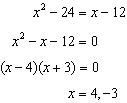 x² − 24 = x − 12
x² − x − 12 = 0
(x − 4)(x + 3) = 0
x = 4, −3